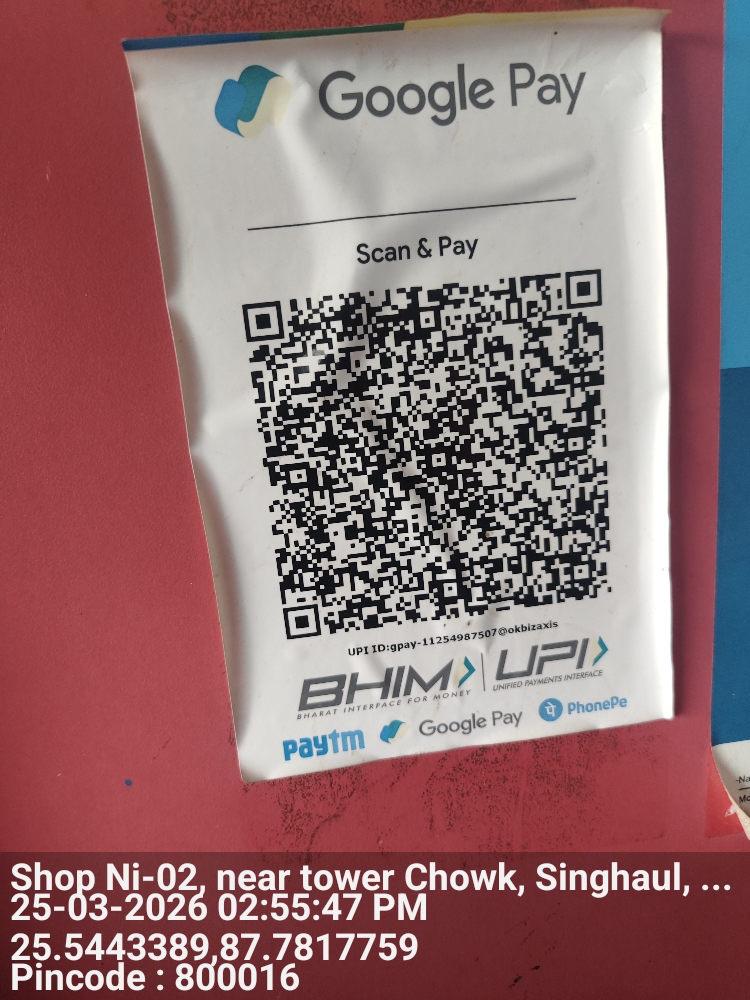 Google Pay
Scan & Pay
UPI ID:gpay-11254987507@okbizaxis
BHIM UPI
BHARAT INTERFACE FOR MONEY UNIFIED PAYMENTS INTERFACE
paytm Google Pay PhonePe
Shop Ni-02, near tower Chowk, Singhaul, ...
25-03-2026 02:55:47 PM
25.5443389,87.7817759
Pincode : 800016